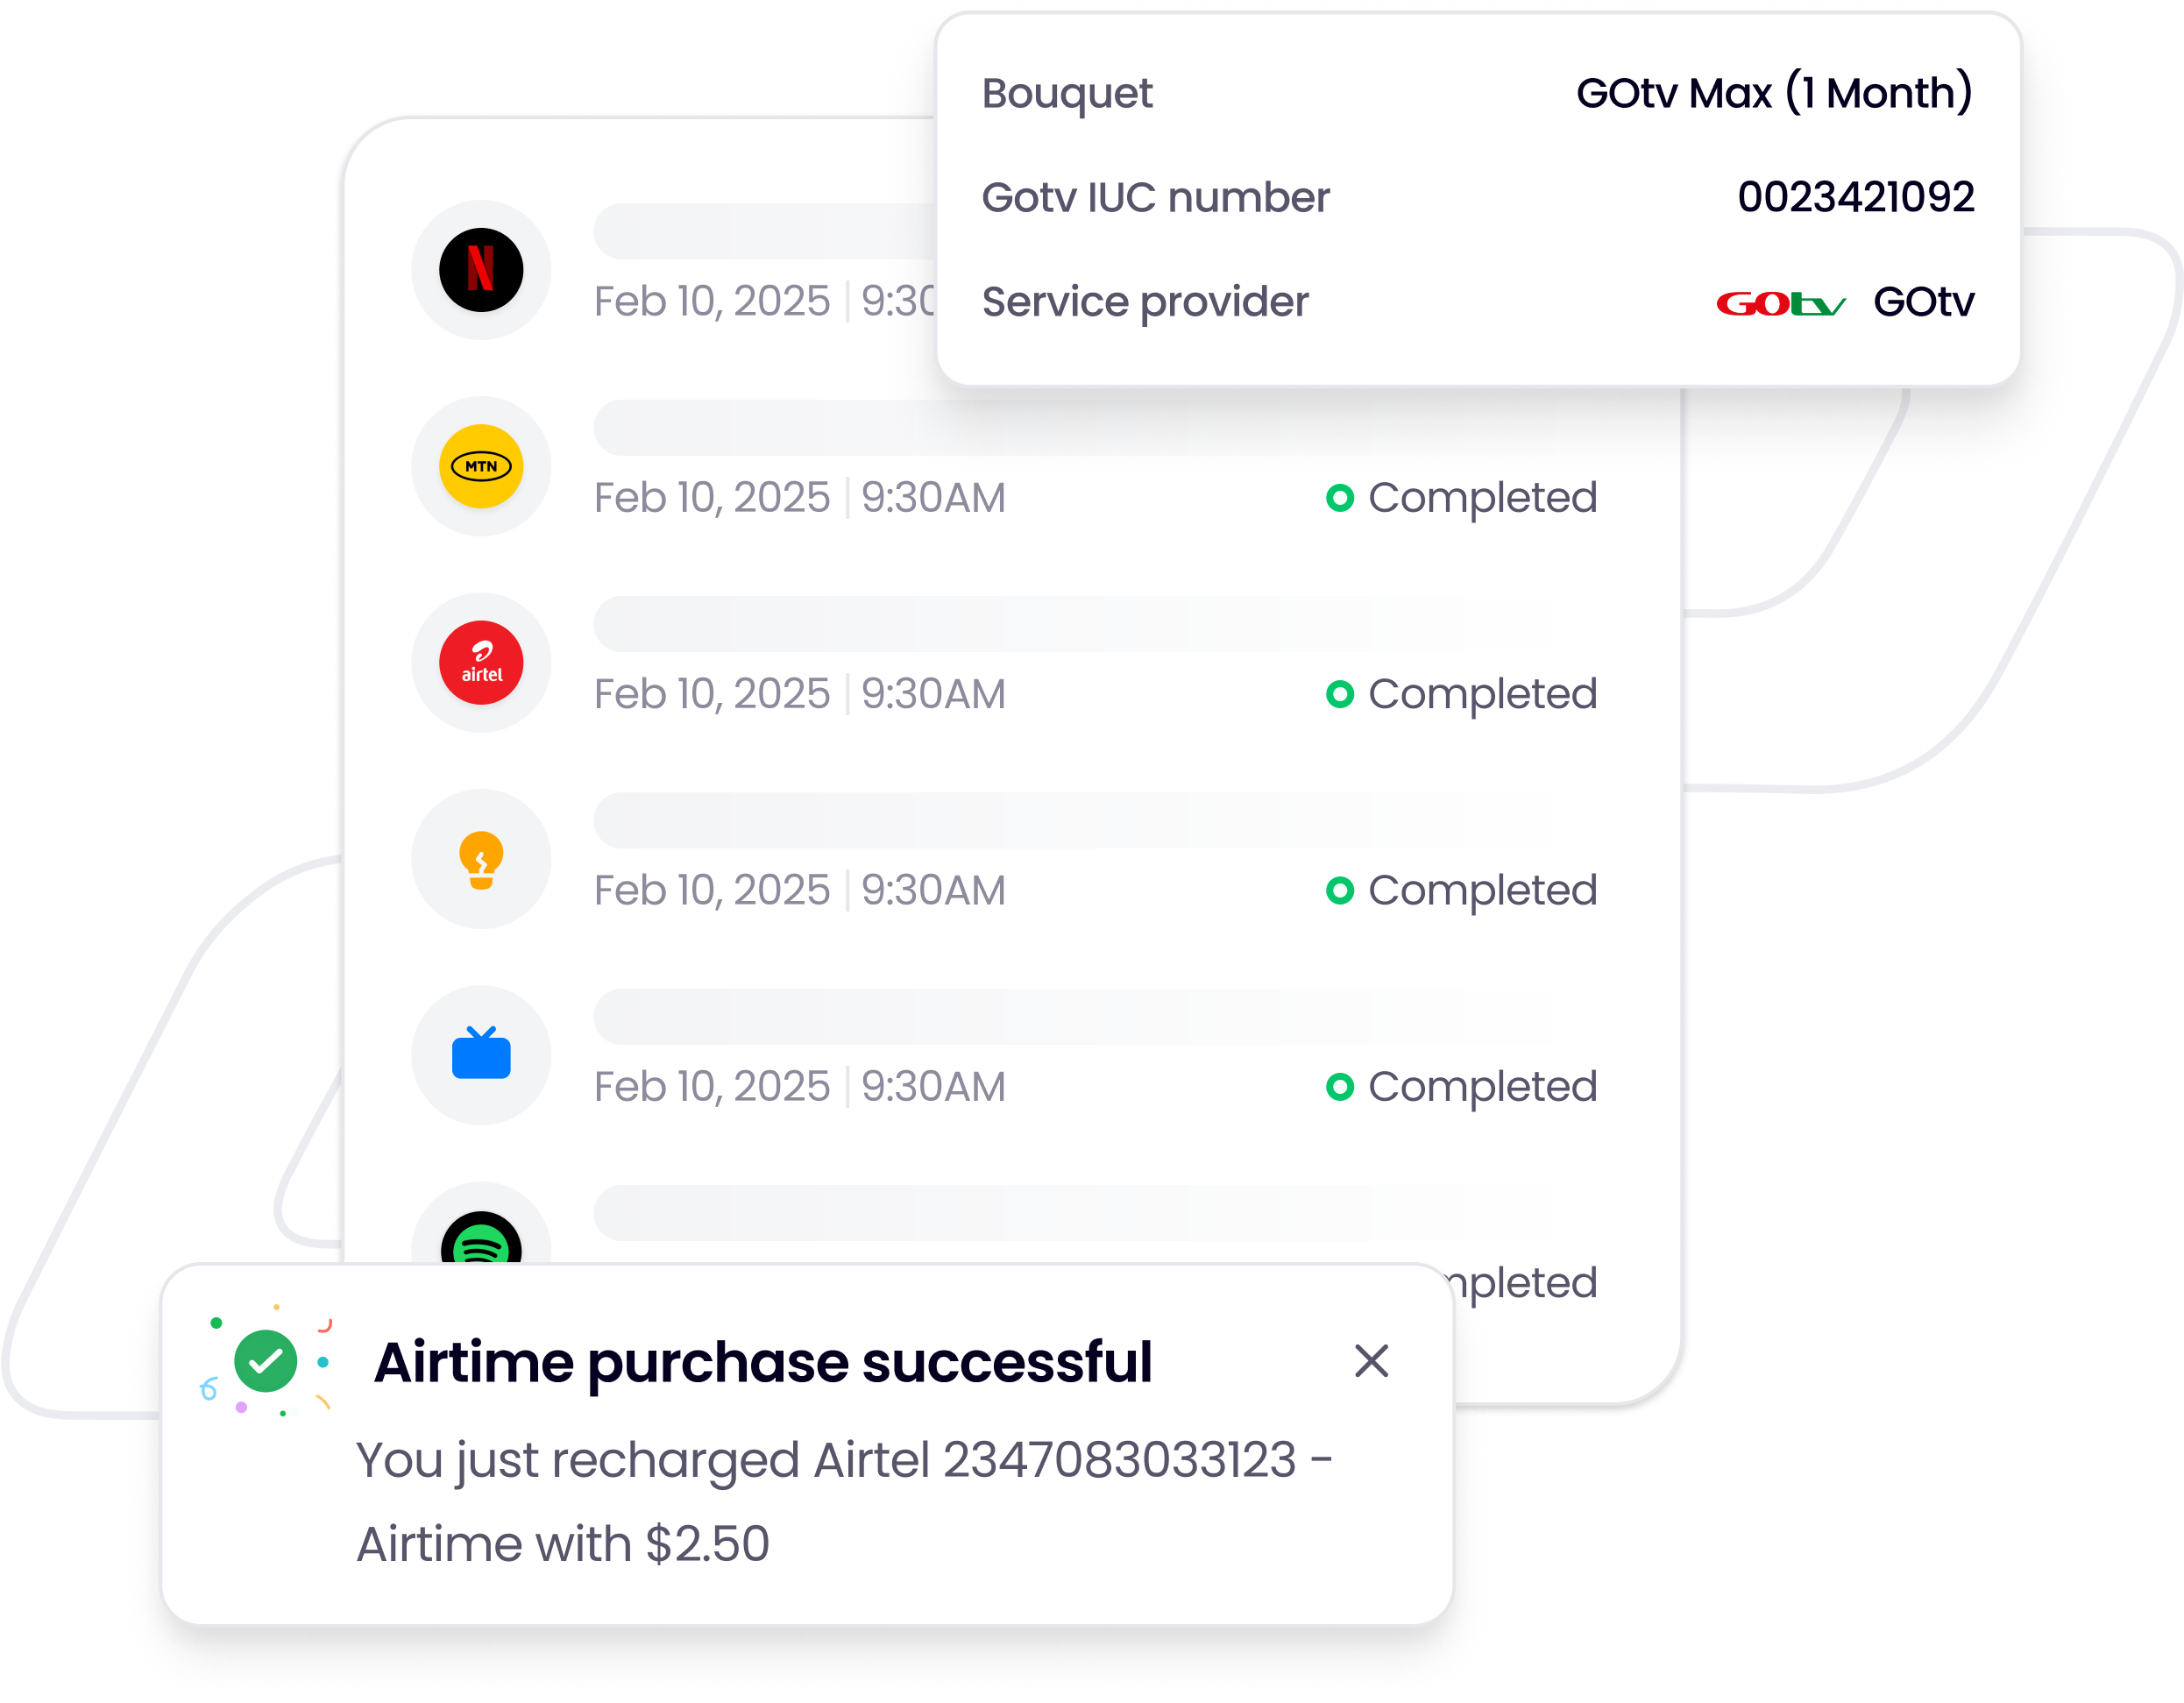 Bouquet GOtv Max (1 Month)
Gotv IUC number 0023421092
Service provider GOtv GOtv
N
Feb 10, 2025 9:30
MTN
Feb 10, 2025 9:30AM Completed
airtel
Feb 10, 2025 9:30AM Completed
Feb 10, 2025 9:30AM Completed
Feb 10, 2025 9:30AM Completed
mpleted
Airtime purchase successful
You just recharged Airtel 2347083033123 -
Airtime with $2.50